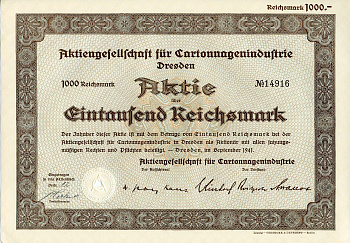 Reichsmark 1000.-
Aktiengesellschaft für Cartonnagenindustrie
Dresden
1000 Reichsmark
Aktie
№14916
über
Eintausend Reichsmark
Der Inhaber dieser Aktie ist mit dem Betrage von Eintausend Reichsmark bei der
Aktiengesellschaft für Cartonnagenindustrie in Dresden als Aktionär mit allen satzungs-
mäßigen Rechten und Pflichten beteiligt. — Dresden, im September 1941.
Aktiengesellschaft für Cartonnagenindustrie
Der Aufsichtsrat:
Der Vorstand:
Eingetragen